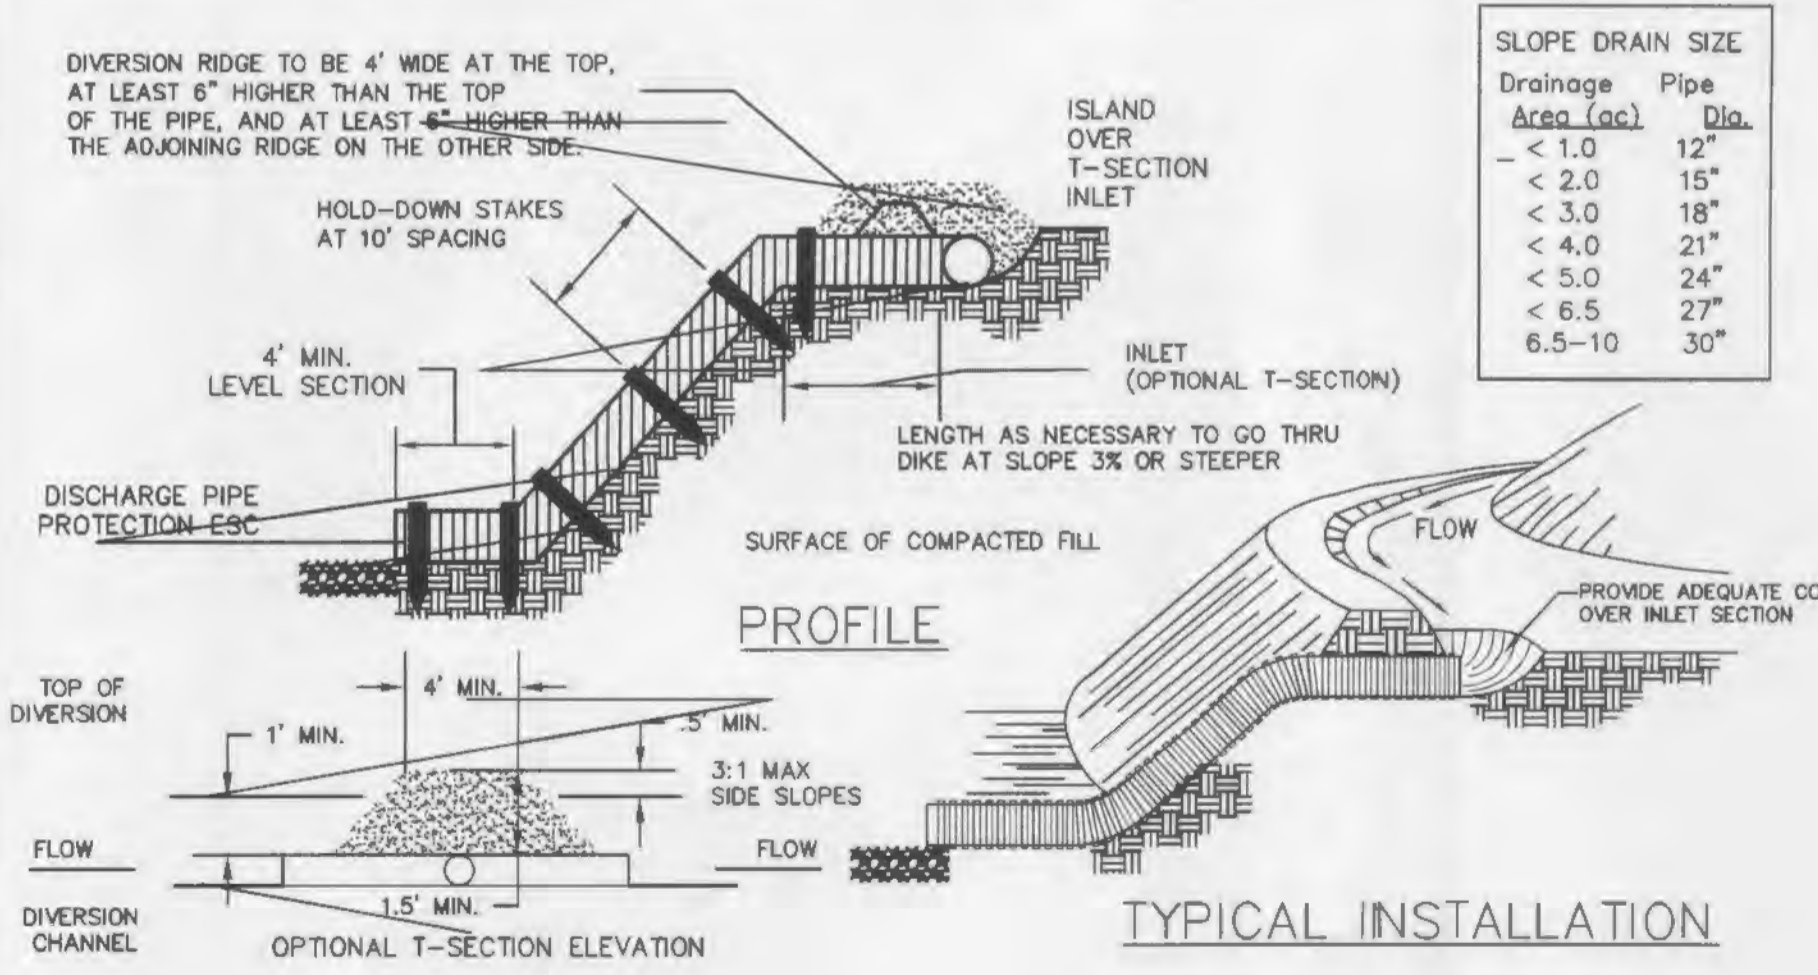 DIVERSION RIDGE TO BE 4' WIDE AT THE TOP,
AT LEAST 6" HIGHER THAN THE TOP
OF THE PIPE, AND AT LEAST 6" HIGHER THAN
THE ADJOINING RIDGE ON THE OTHER SIDE.
ISLAND
OVER
T-SECTION
INLET
SLOPE DRAIN SIZE
Drainage Pipe
Area (ac) Dia.
< 1.0 12"
< 2.0 15"
< 3.0 18"
< 4.0 21"
< 5.0 24"
< 6.5 27"
6.5-10 30"
HOLD-DOWN STAKES
AT 10' SPACING
4' MIN.
LEVEL SECTION
INLET
(OPTIONAL T-SECTION)
LENGTH AS NECESSARY TO GO THRU
DIKE AT SLOPE 3% OR STEEPER
DISCHARGE PIPE
PROTECTION ESC
SURFACE OF COMPACTED FILL
PROFILE
FLOW
PROVIDE ADEQUATE CO
OVER INLET SECTION
TOP OF
DIVERSION
4' MIN.
1' MIN.
.5' MIN.
3:1 MAX
SIDE SLOPES
FLOW
FLOW
1.5' MIN.
DIVERSION
CHANNEL
OPTIONAL T-SECTION ELEVATION
TYPICAL INSTALLATION